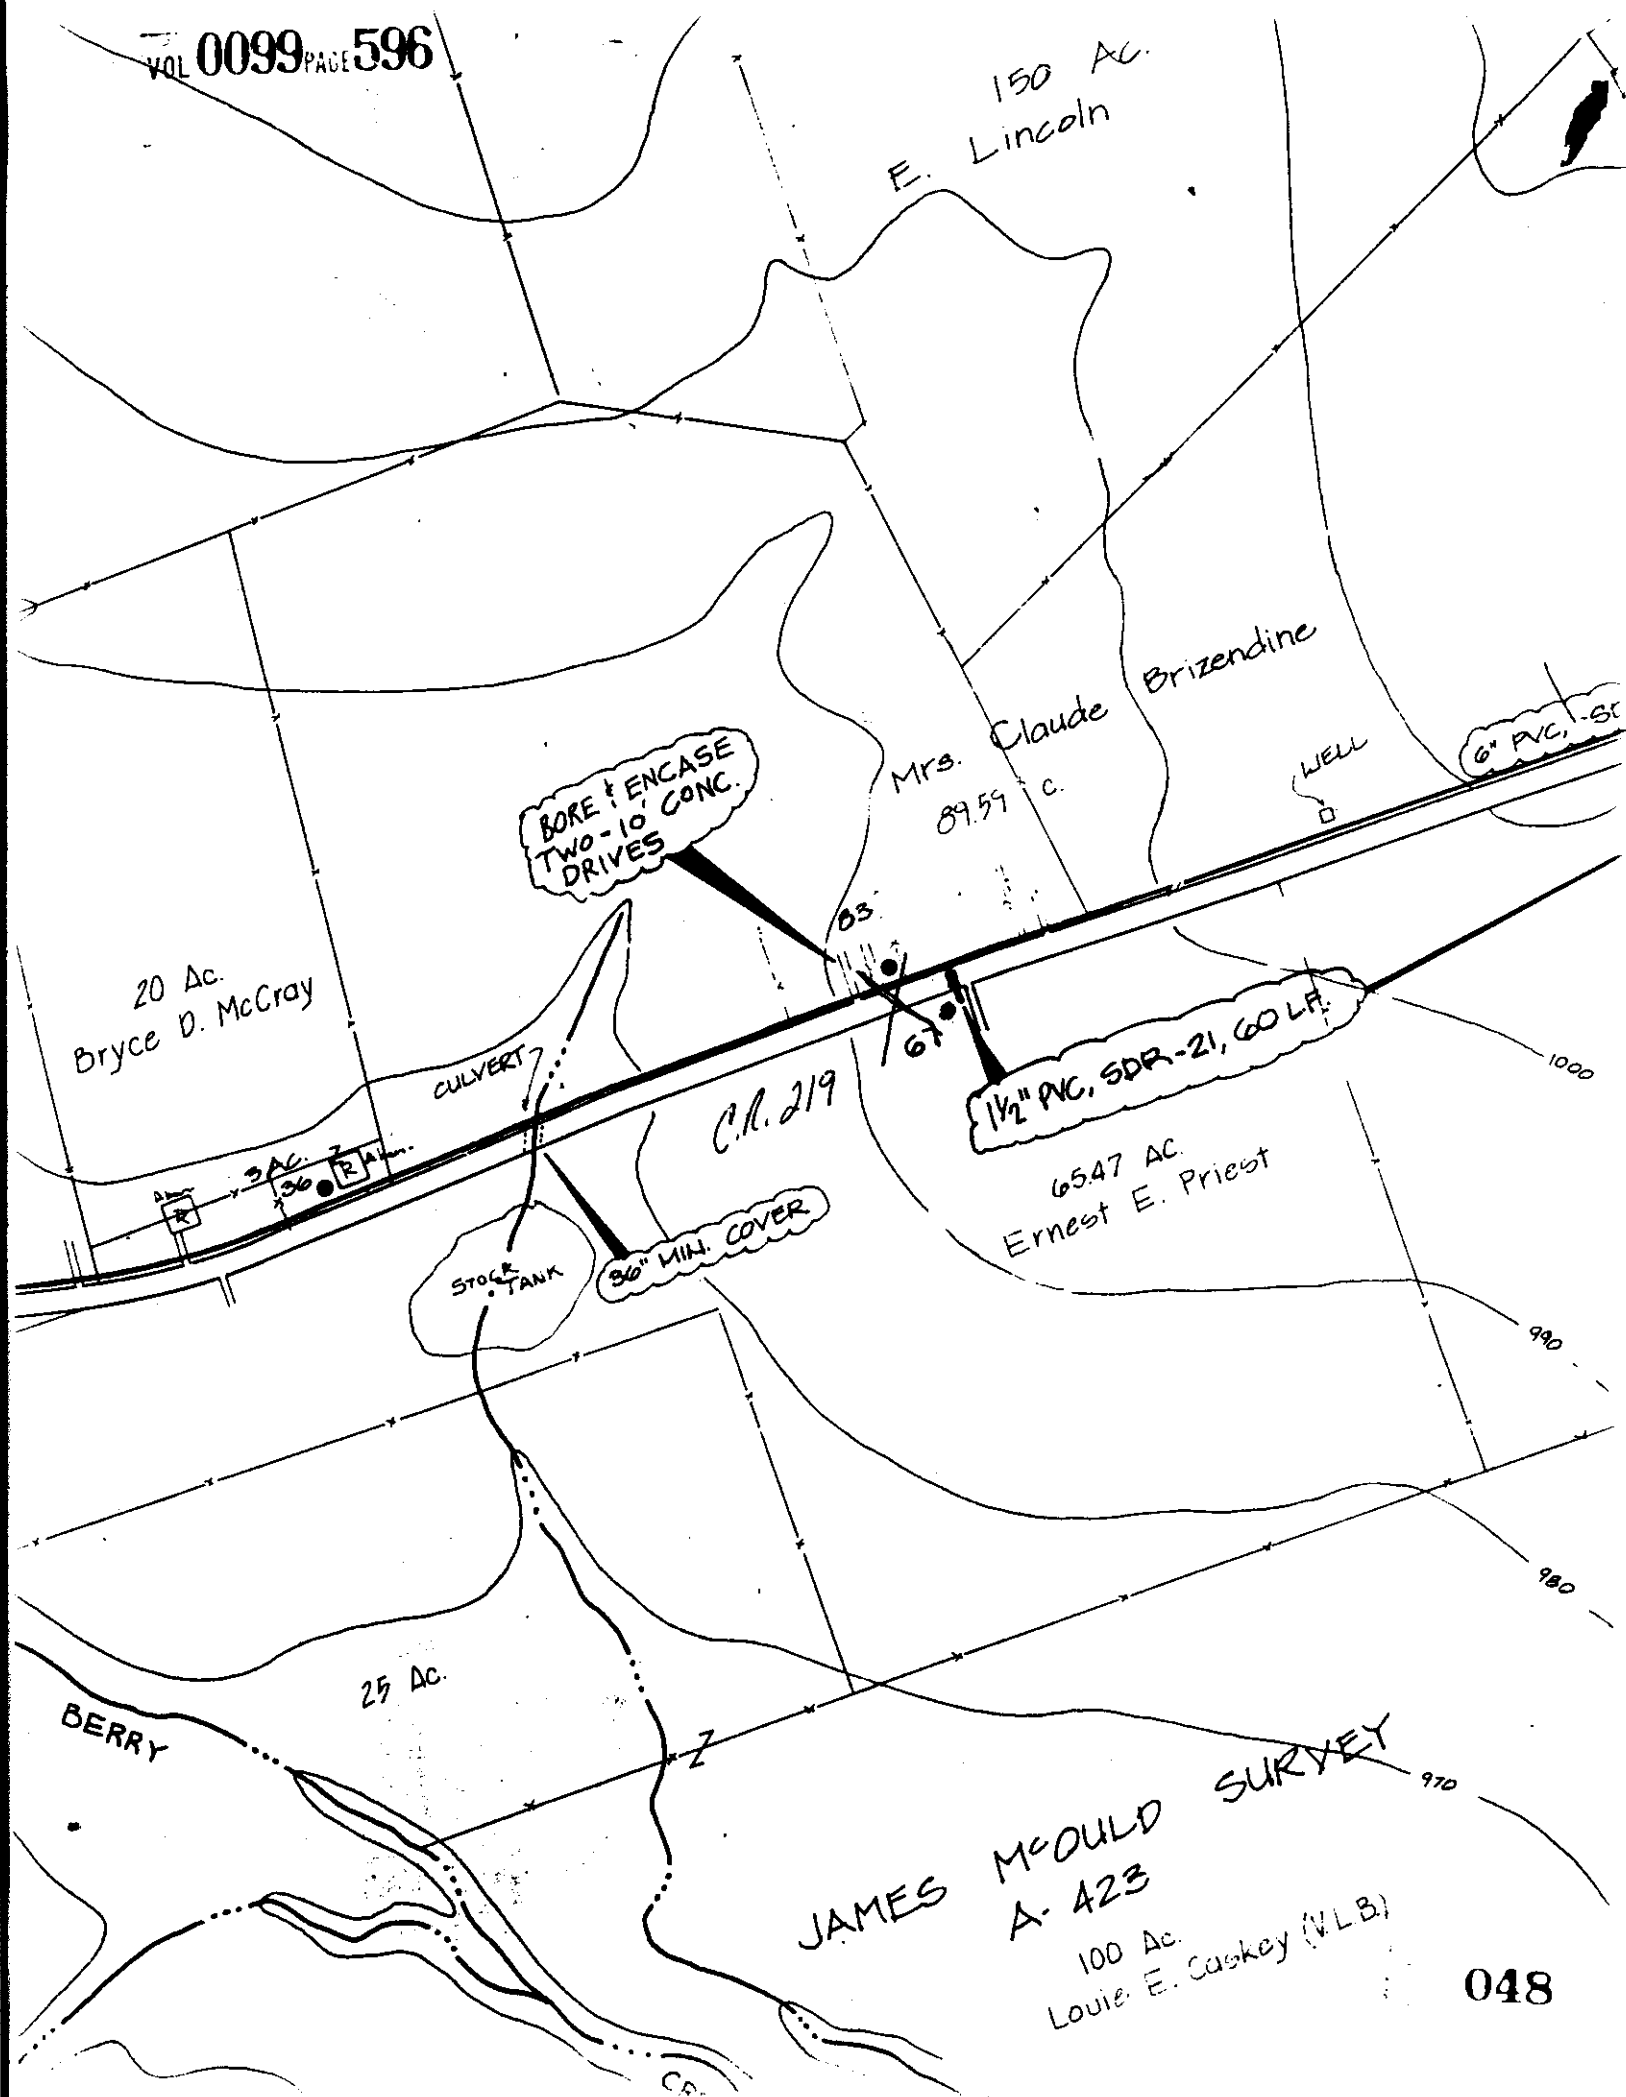 VOL 0099 PAGE 596
150 Ac.
E. Lincoln
Mrs. Claude Brizendine
89.59 c.
WELL
6" PVC,
BORE & ENCASE
TWO-10' CONC.
DRIVES
83
67
20 Ac.
Bryce D. McCray
CULVERT
C.R. 219
1½" PVC, SDR-21, 60 LF.
1000
65.47 AC.
Ernest E. Priest
3 AC.
36
R
Aban.
R
36" MIN. COVER
STOCK
TANK
990
980
25 Ac.
BERRY
Z
970
JAMES McOULD SURVEY
A-423
100 Ac.
Louie E. Caskey (V.L.B.)
048
CR.